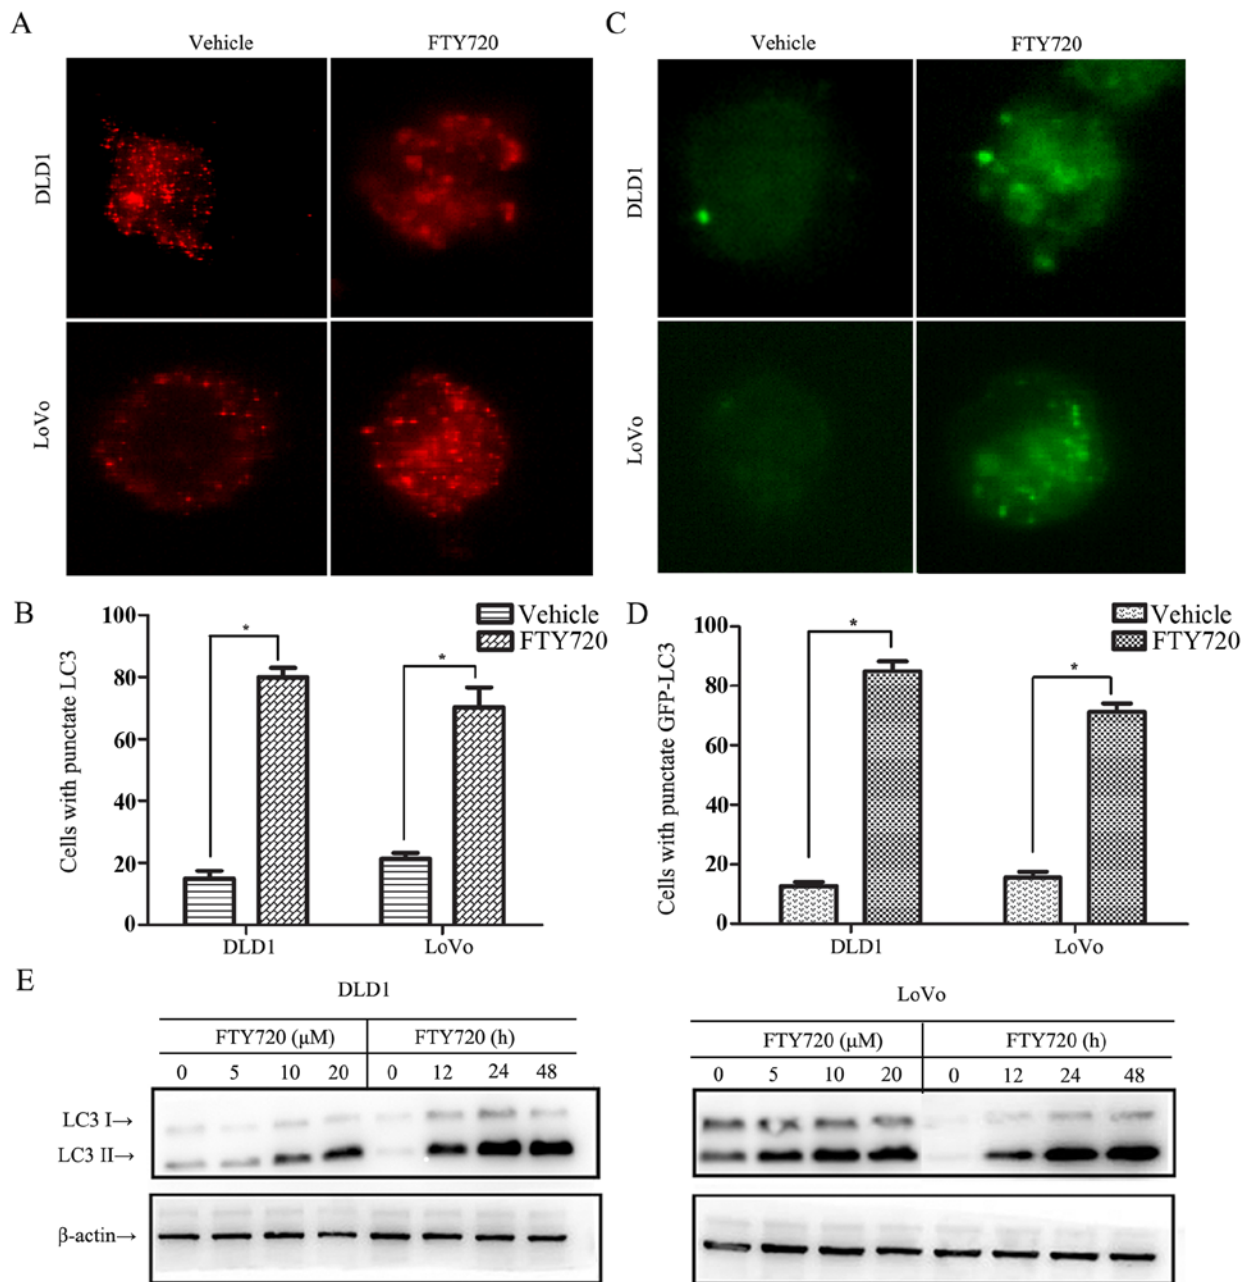 A
Vehicle
FTY720
DLD1
LoVo
C
Vehicle
FTY720
DLD1
LoVo
B
Cells with punctate LC3
100
80
60
40
20
0
*
*
Vehicle
FTY720
DLD1
LoVo
D
Cells with punctate GFP-LC3
100
80
60
40
20
0
*
*
Vehicle
FTY720
DLD1
LoVo
E
DLD1
FTY720 (μM) FTY720 (h)
0 5 10 20 0 12 24 48
LC3 I→
LC3 II→
β-actin→
LoVo
FTY720 (μM) FTY720 (h)
0 5 10 20 0 12 24 48